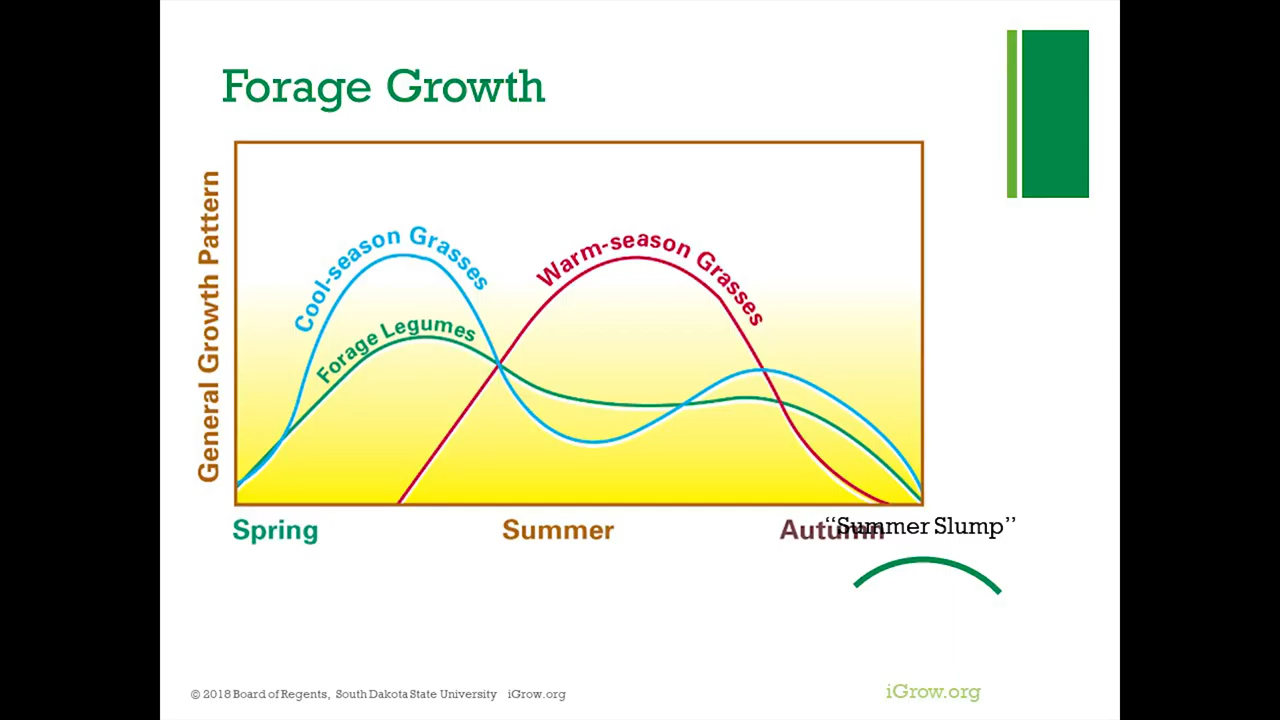 Forage Growth
General Growth Pattern
Cool-season Grasses
Forage Legumes
Warm-season Grasses
Spring
Summer
Autumn
“Summer Slump”
© 2018 Board of Regents, South Dakota State University iGrow.org
iGrow.org